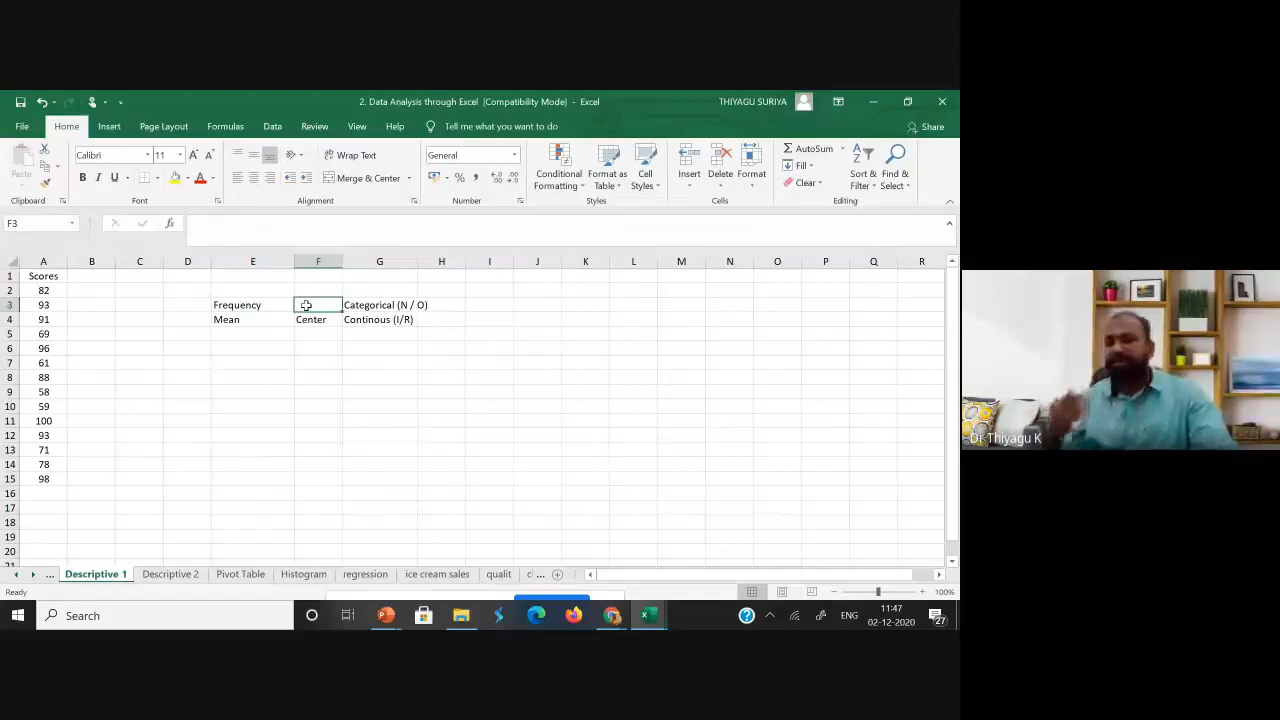 2. Data Analysis through Excel [Compatibility Mode] - Excel
THIYAGU SURIYA
File Home Insert Page Layout Formulas Data Review View Help Tell me what you want to do Share
Paste
Calibri 11
Wrap Text
General
Merge & Center
B I U
Conditional Formatting
Format as Table
Cell Styles
Insert Delete Format
AutoSum
Fill
Clear
Sort & Filter
Find & Select
Clipboard Font Alignment Number Styles Cells Editing
F3
fx
A B C D E F G H I J K L M N O P Q R
1 Scores
2 82
3 93 Frequency Categorical (N / O)
4 91 Mean Center Continous (I/R)
5 69
6 96
7 61
8 88
9 58
10 59
11 100
12 93
13 71
14 78
15 98
16
17
18
19
20
21
... Descriptive 1 Descriptive 2 Pivot Table Histogram regression ice cream sales qualit ...
Ready 100%
Search
ENG
11:47
02-12-2020
27
Dr Thiyagu K